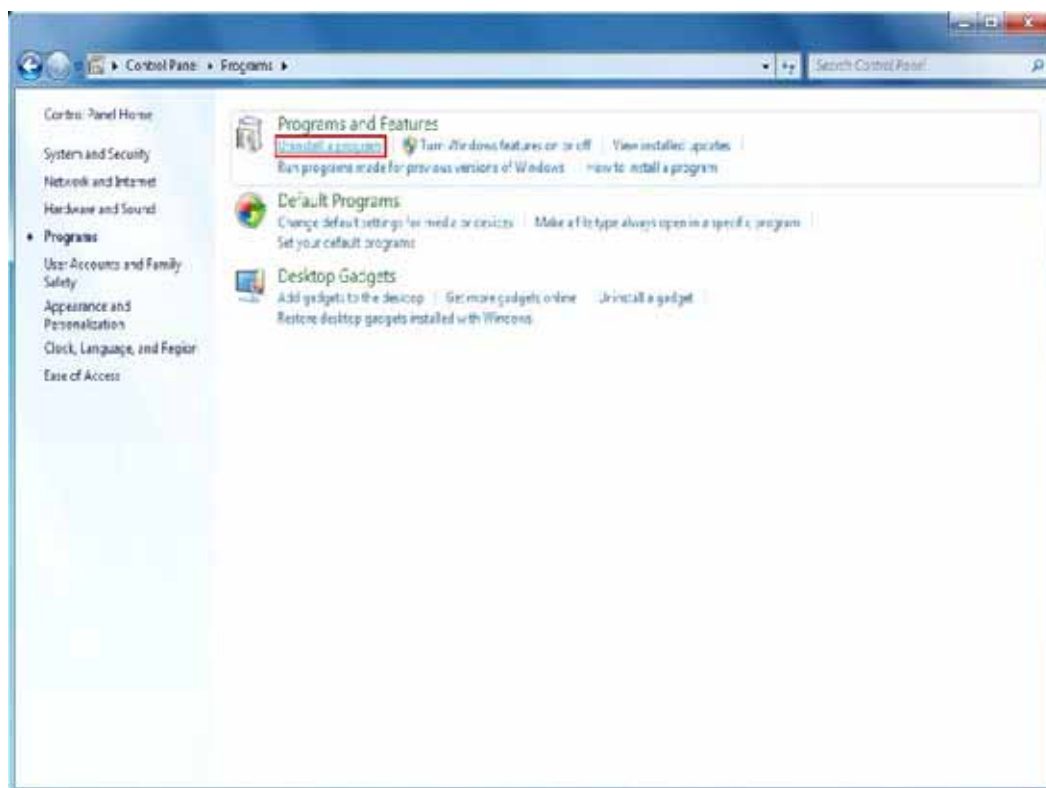 Control Panel Programs
Search Control Panel
Control Panel Home
System and Security
Network and Internet
Hardware and Sound
Programs
User Accounts and Family
Safety
Appearance and
Personalization
Clock, Language, and Region
Ease of Access
Programs and Features
Uninstall a program Turn Windows features on or off View installed updates
Run programs made for previous versions of Windows How to install a program
Default Programs
Change default settings for media or devices Make a file type always open in a specific program
Set your default programs
Desktop Gadgets
Add gadgets to the desktop Get more gadgets online Uninstall a gadget
Restore desktop gadgets installed with Windows